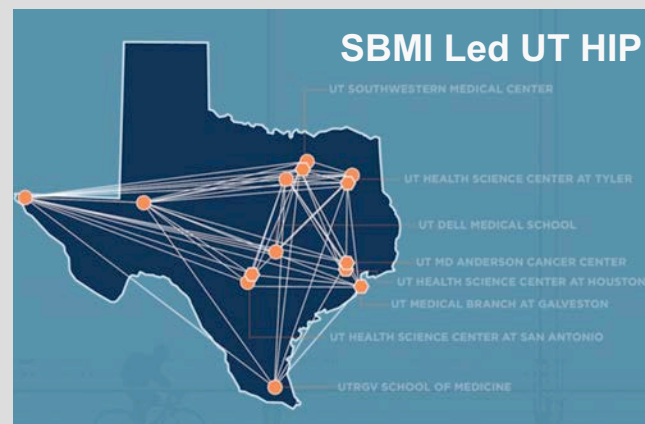 SBMI Led UT HIP
UT SOUTHWESTERN MEDICAL CENTER
UT HEALTH SCIENCE CENTER AT TYLER
UT DELL MEDICAL SCHOOL
UT MD ANDERSON CANCER CENTER
UT HEALTH SCIENCE CENTER AT HOUSTON
UT MEDICAL BRANCH AT GALVESTON
UT HEALTH SCIENCE CENTER AT SAN ANTONIO
UTRGV SCHOOL OF MEDICINE